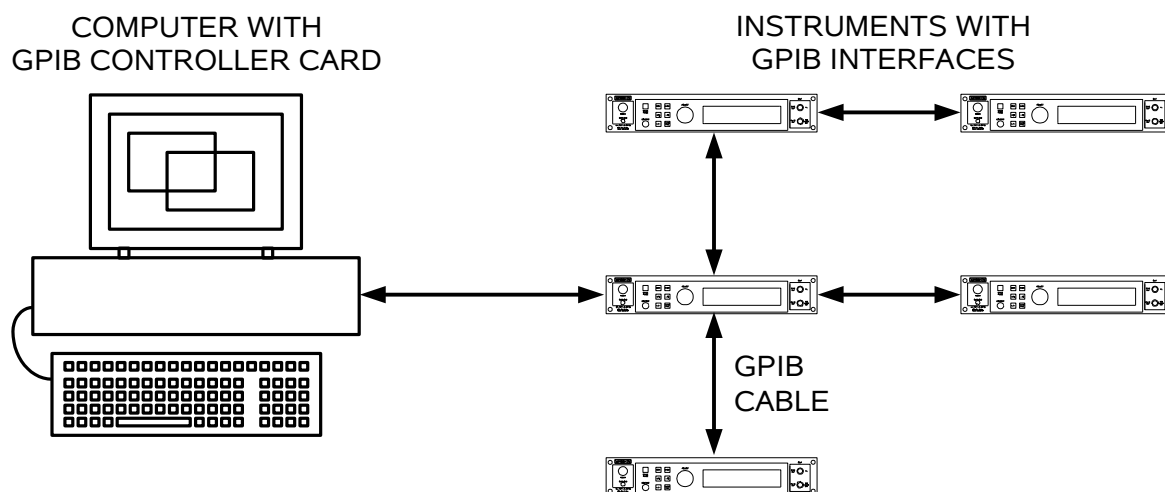 COMPUTER WITH
GPIB CONTROLLER CARD
INSTRUMENTS WITH
GPIB INTERFACES
GPIB
CABLE